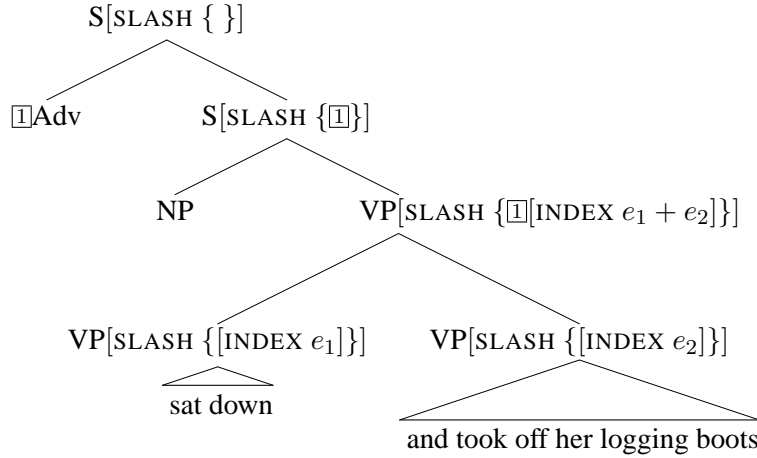 S[SLASH { }]
1Adv S[SLASH {1}]
NP VP[SLASH {1[INDEX e₁ + e₂]}]
VP[SLASH {[INDEX e₁]}] VP[SLASH {[INDEX e₂]}]
sat down
and took off her logging boots